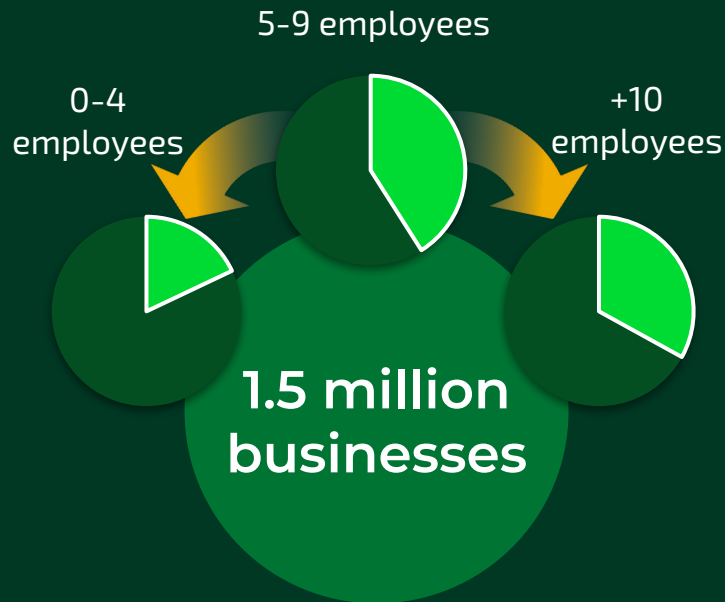 5-9 employees
0-4
employees
+10
employees
1.5 million
businesses